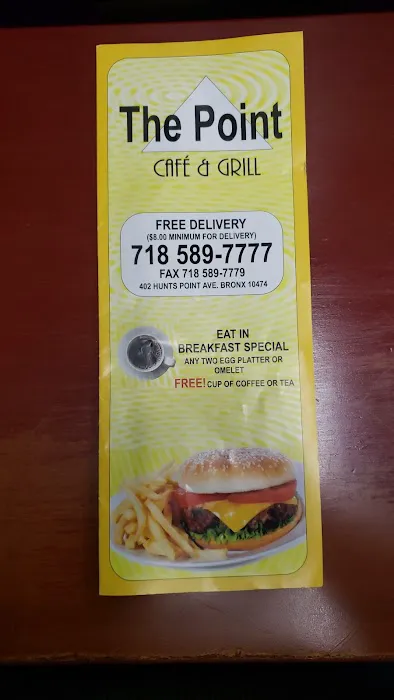 The Point
CAFÉ & GRILL
FREE DELIVERY
($8.00 MINIMUM FOR DELIVERY)
718 589-7777
FAX 718 589-7779
402 HUNTS POINT AVE. BRONX 10474
EAT IN
BREAKFAST SPECIAL
ANY TWO EGG PLATTER OR
OMELET
FREE! CUP OF COFFEE OR TEA